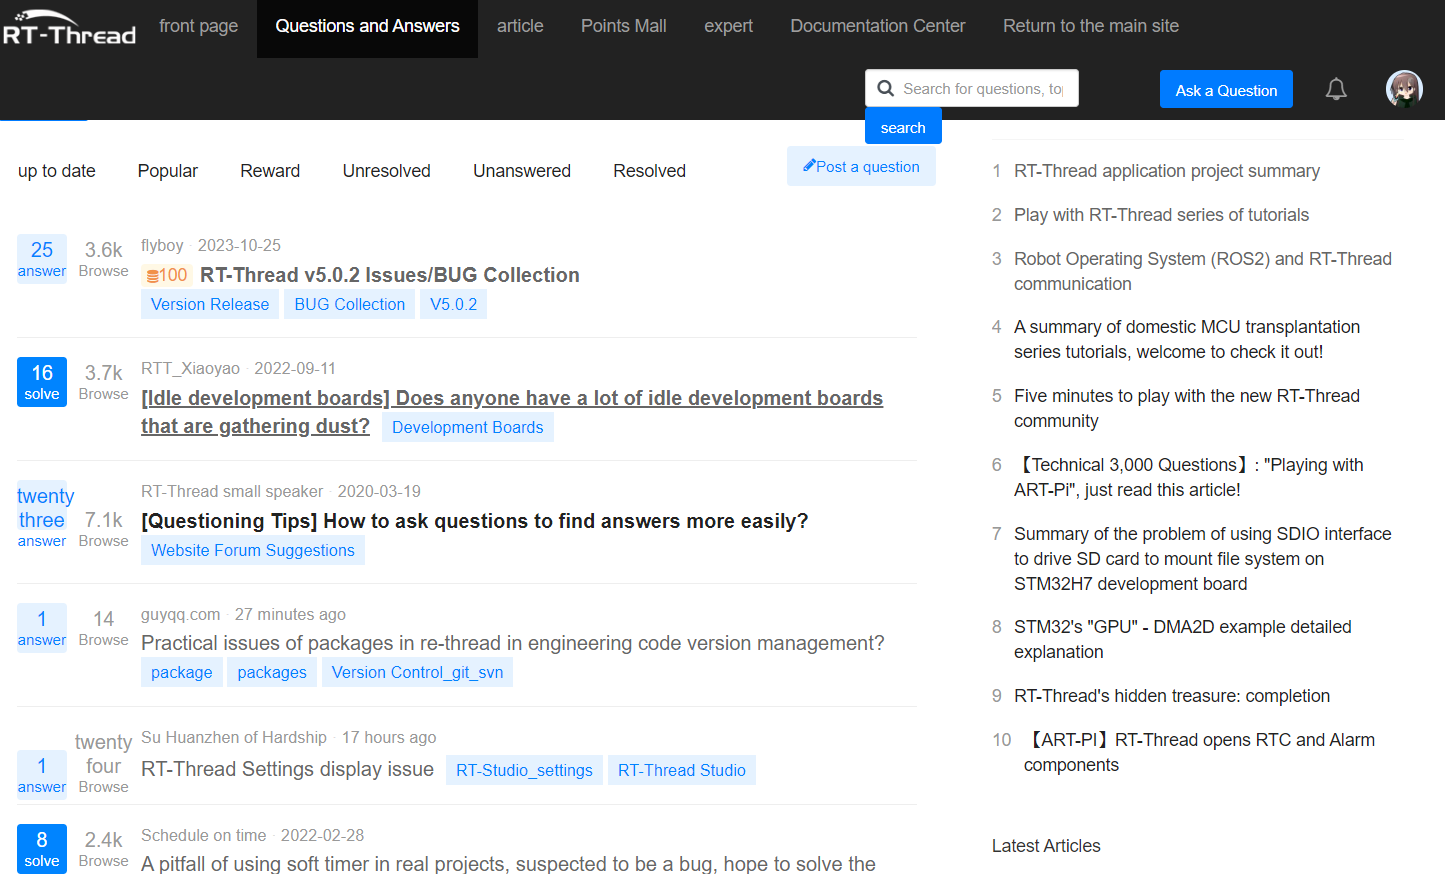 RT-Thread
front page
Questions and Answers
article
Points Mall
expert
Documentation Center
Return to the main site
Search for questions, to
search
Ask a Question
up to date
Popular
Reward
Unresolved
Unanswered
Resolved
Post a question
25
answer
3.6k
Browse
flyboy · 2023-10-25
100 RT-Thread v5.0.2 Issues/BUG Collection
Version Release
BUG Collection
V5.0.2
16
solve
3.7k
Browse
RTT_Xiaoyao · 2022-09-11
[Idle development boards] Does anyone have a lot of idle development boards
that are gathering dust?
Development Boards
twenty
three
answer
7.1k
Browse
RT-Thread small speaker · 2020-03-19
[Questioning Tips] How to ask questions to find answers more easily?
Website Forum Suggestions
1
answer
14
Browse
guyqq.com · 27 minutes ago
Practical issues of packages in re-thread in engineering code version management?
package
packages
Version Control_git_svn
1
answer
twenty
four
Browse
Su Huanzhen of Hardship · 17 hours ago
RT-Thread Settings display issue
RT-Studio_settings
RT-Thread Studio
8
solve
2.4k
Browse
Schedule on time · 2022-02-28
A pitfall of using soft timer in real projects, suspected to be a bug, hope to solve the
1 RT-Thread application project summary
2 Play with RT-Thread series of tutorials
3 Robot Operating System (ROS2) and RT-Thread
communication
4 A summary of domestic MCU transplantation
series tutorials, welcome to check it out!
5 Five minutes to play with the new RT-Thread
community
6 【Technical 3,000 Questions】: "Playing with
ART-Pi", just read this article!
7 Summary of the problem of using SDIO interface
to drive SD card to mount file system on
STM32H7 development board
8 STM32's "GPU" - DMA2D example detailed
explanation
9 RT-Thread's hidden treasure: completion
10 【ART-PI】RT-Thread opens RTC and Alarm
components
Latest Articles